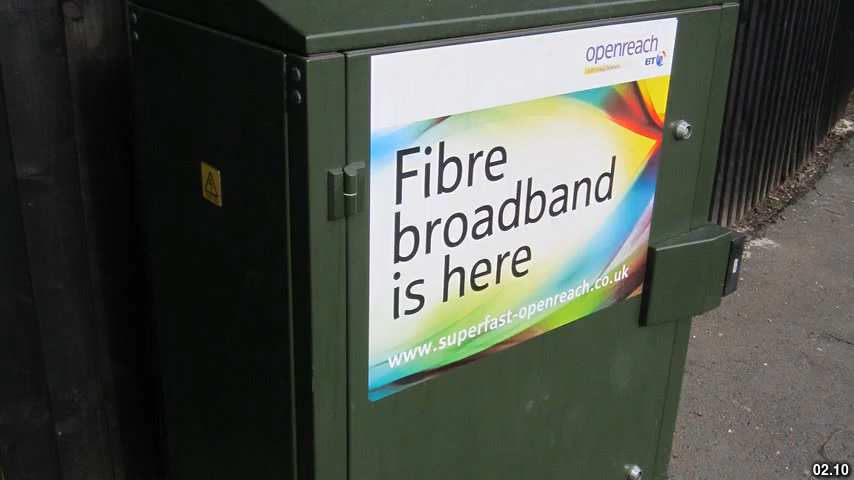 openreach
BT
Fibre
broadband
is here
www.superfast-openreach.co.uk
02.10